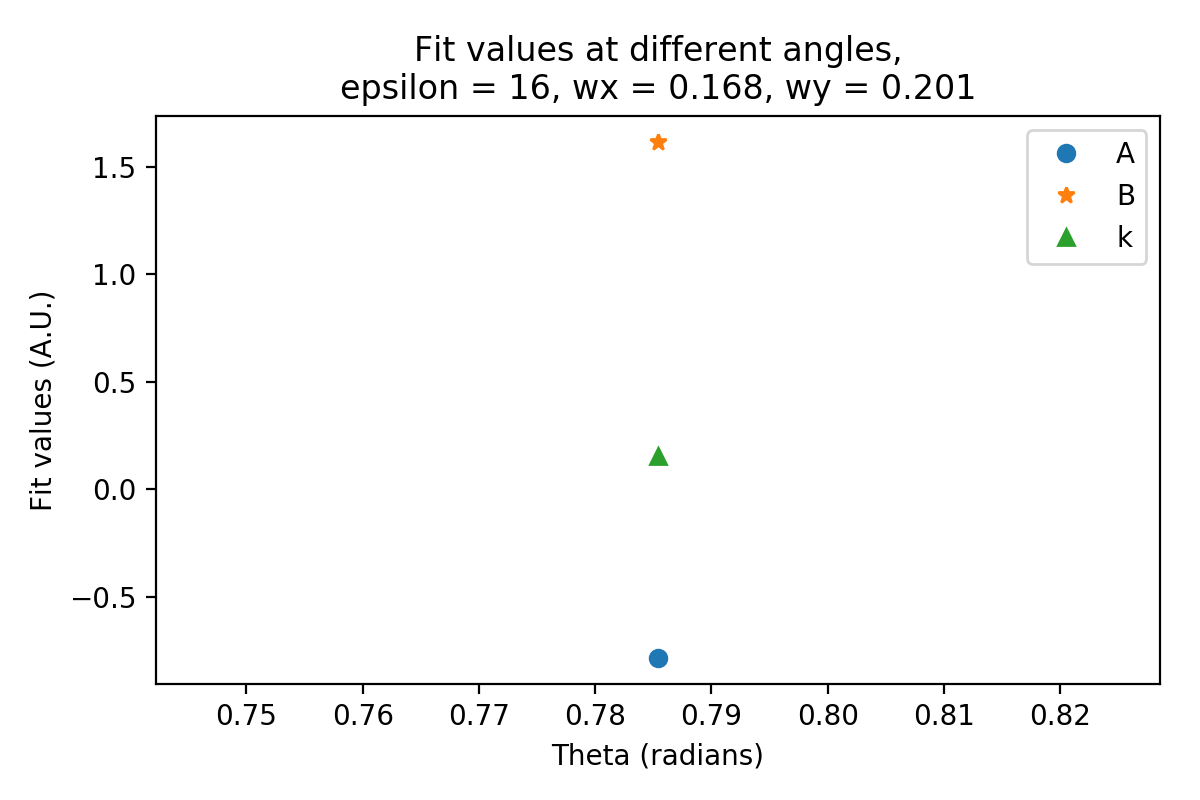 Fit values at different angles,
epsilon = 16, wx = 0.168, wy = 0.201
A
B
k
1.5
1.0
0.5
0.0
−0.5
Fit values (A.U.)
0.75 0.76 0.77 0.78 0.79 0.80 0.81 0.82
Theta (radians)